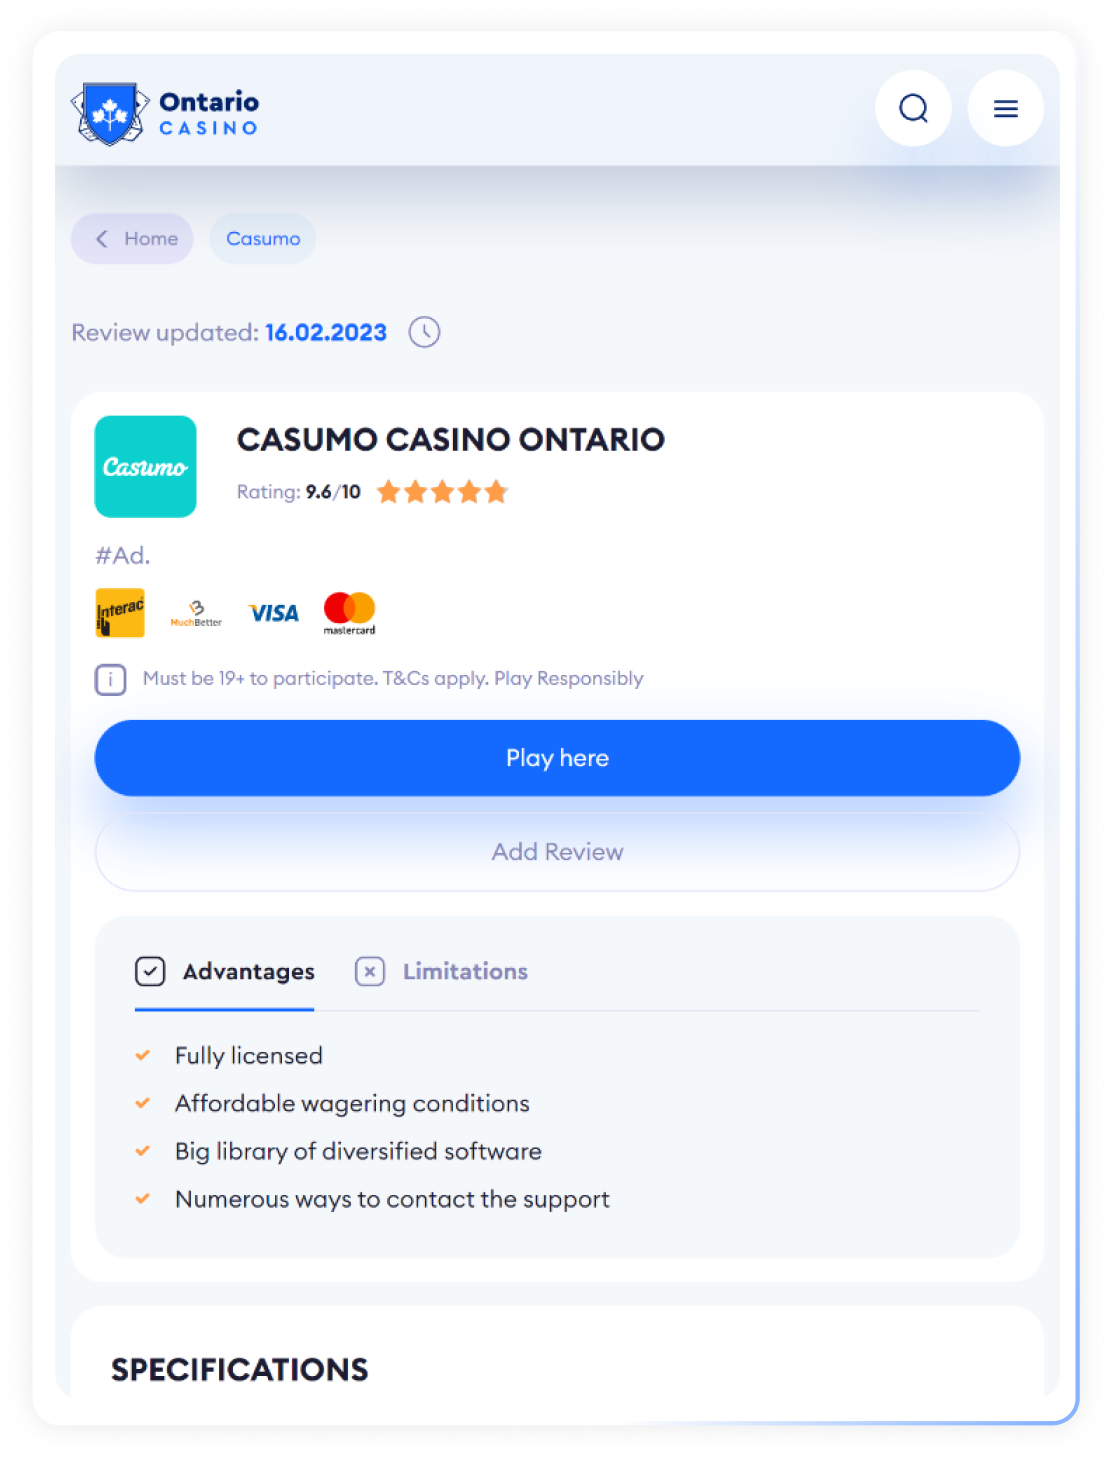 Ontario
CASINO
Home Casumo
Review updated: 16.02.2023
Casumo
CASUMO CASINO ONTARIO
Rating: 9.6/10
#Ad.
Interac
MuchBetter
VISA
mastercard
i Must be 19+ to participate. T&Cs apply. Play Responsibly
Play here
Add Review
Advantages Limitations
Fully licensed
Affordable wagering conditions
Big library of diversified software
Numerous ways to contact the support
SPECIFICATIONS